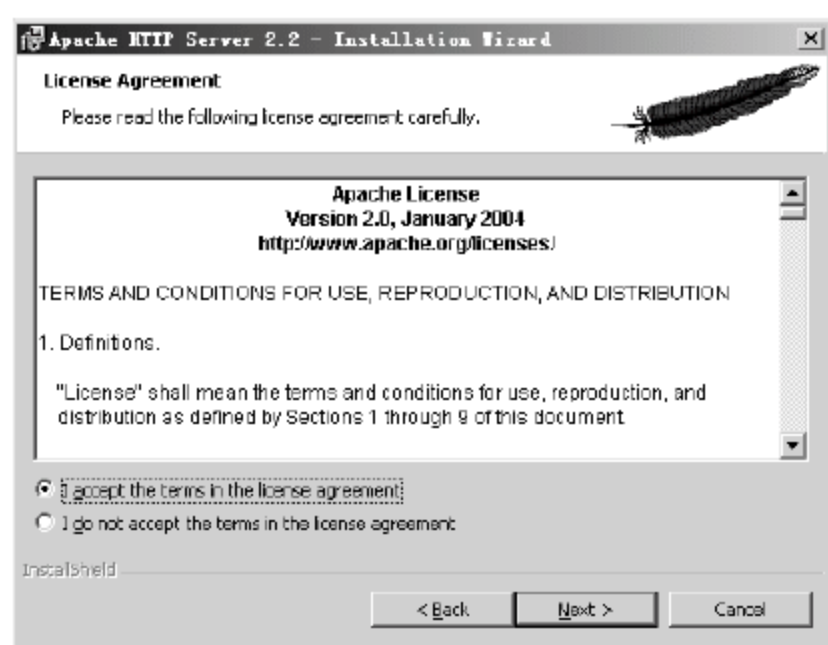 Apache HTTP Server 2.2 - Installation Wizard
License Agreement
Please read the following license agreement carefully.
Apache License
Version 2.0, January 2004
http://www.apache.org/licenses/
TERMS AND CONDITIONS FOR USE, REPRODUCTION, AND DISTRIBUTION
1. Definitions.
"License" shall mean the terms and conditions for use, reproduction, and
distribution as defined by Sections 1 through 9 of this document.
I accept the terms in the license agreement
I do not accept the terms in the license agreement
InstallShield
< Back
Next >
Cancel